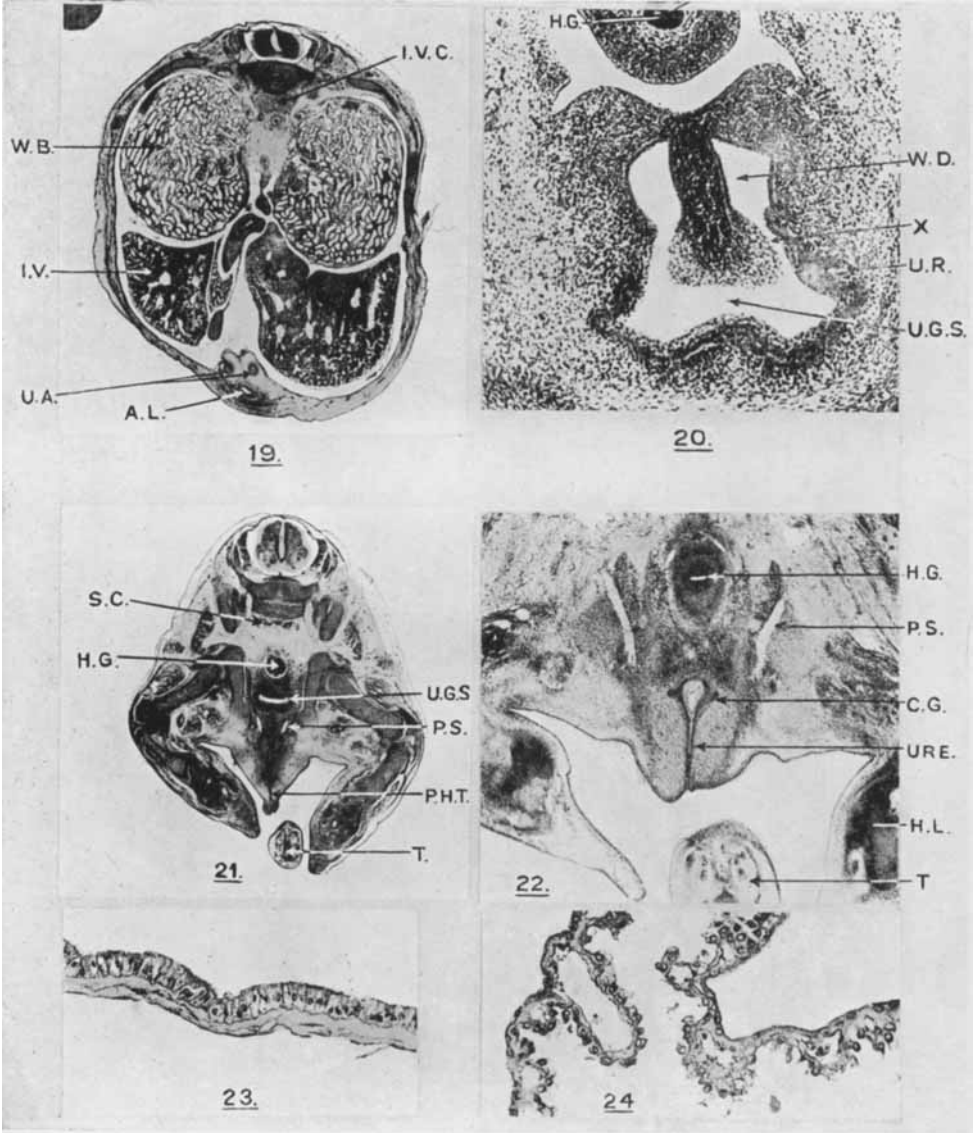 I.V.C.
W.B.
I.V.
U.A.
A.L.
19.
H.G.
W.D.
X
U.R.
U.G.S.
20.
S.C.
H.G.
U.G.S
P.S.
P.H.T.
T.
21.
H.G.
P.S.
C.G.
URE.
H.L.
T
22.
23.
24